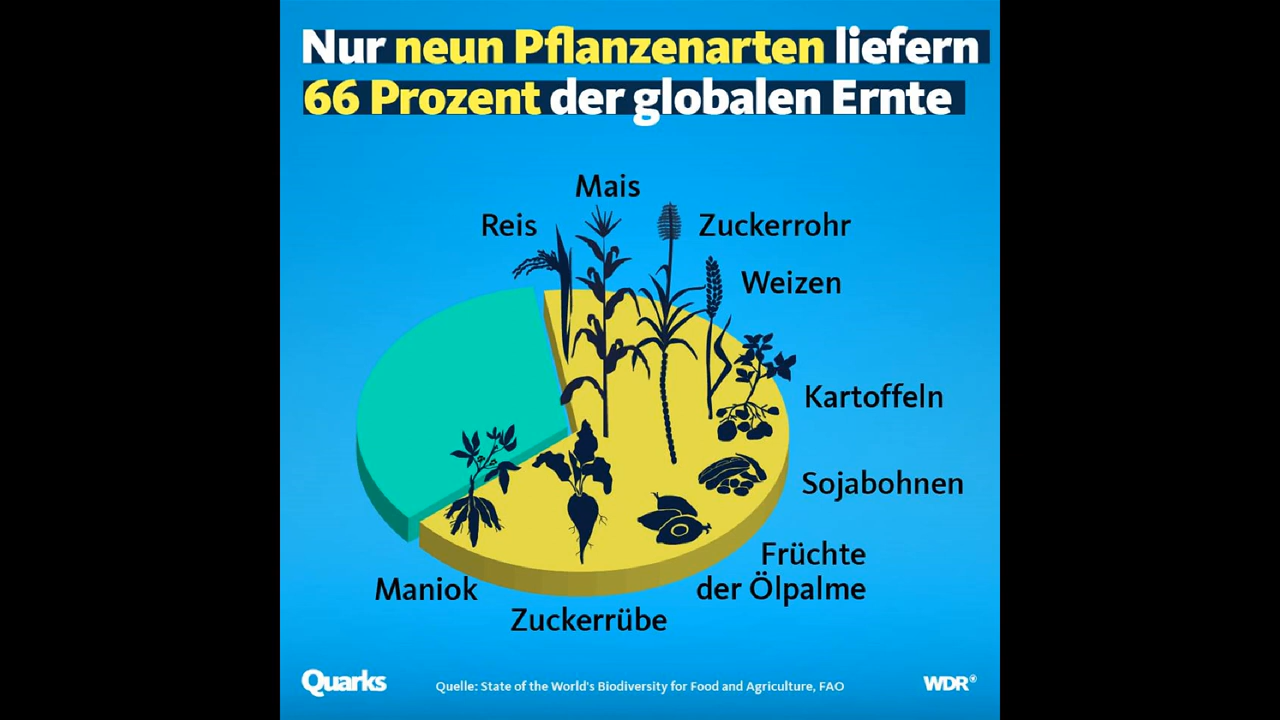 Nur neun Pflanzenarten liefern
66 Prozent der globalen Ernte
Mais
Reis
Zuckerrohr
Weizen
Kartoffeln
Sojabohnen
Früchte
der Ölpalme
Maniok
Zuckerrübe
Quarks
Quelle: State of the World's Biodiversity for Food and Agriculture, FAO
WDR®